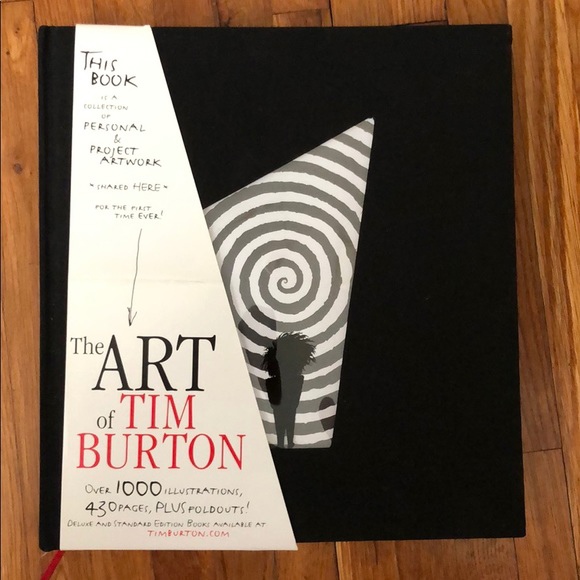 THIS
BOOK
IS A
COLLECTION
OF
PERSONAL
&
PROJECT
ARTWORK
~SHARED HERE~
FOR THE FIRST
TIME EVER!
The
ART
of TIM
BURTON
OVER 1000 ILLUSTRATIONS,
430 PAGES, PLUS FOLDOUTS!
DELUXE AND STANDARD EDITION BOOKS AVAILABLE AT
TIMBURTON.COM